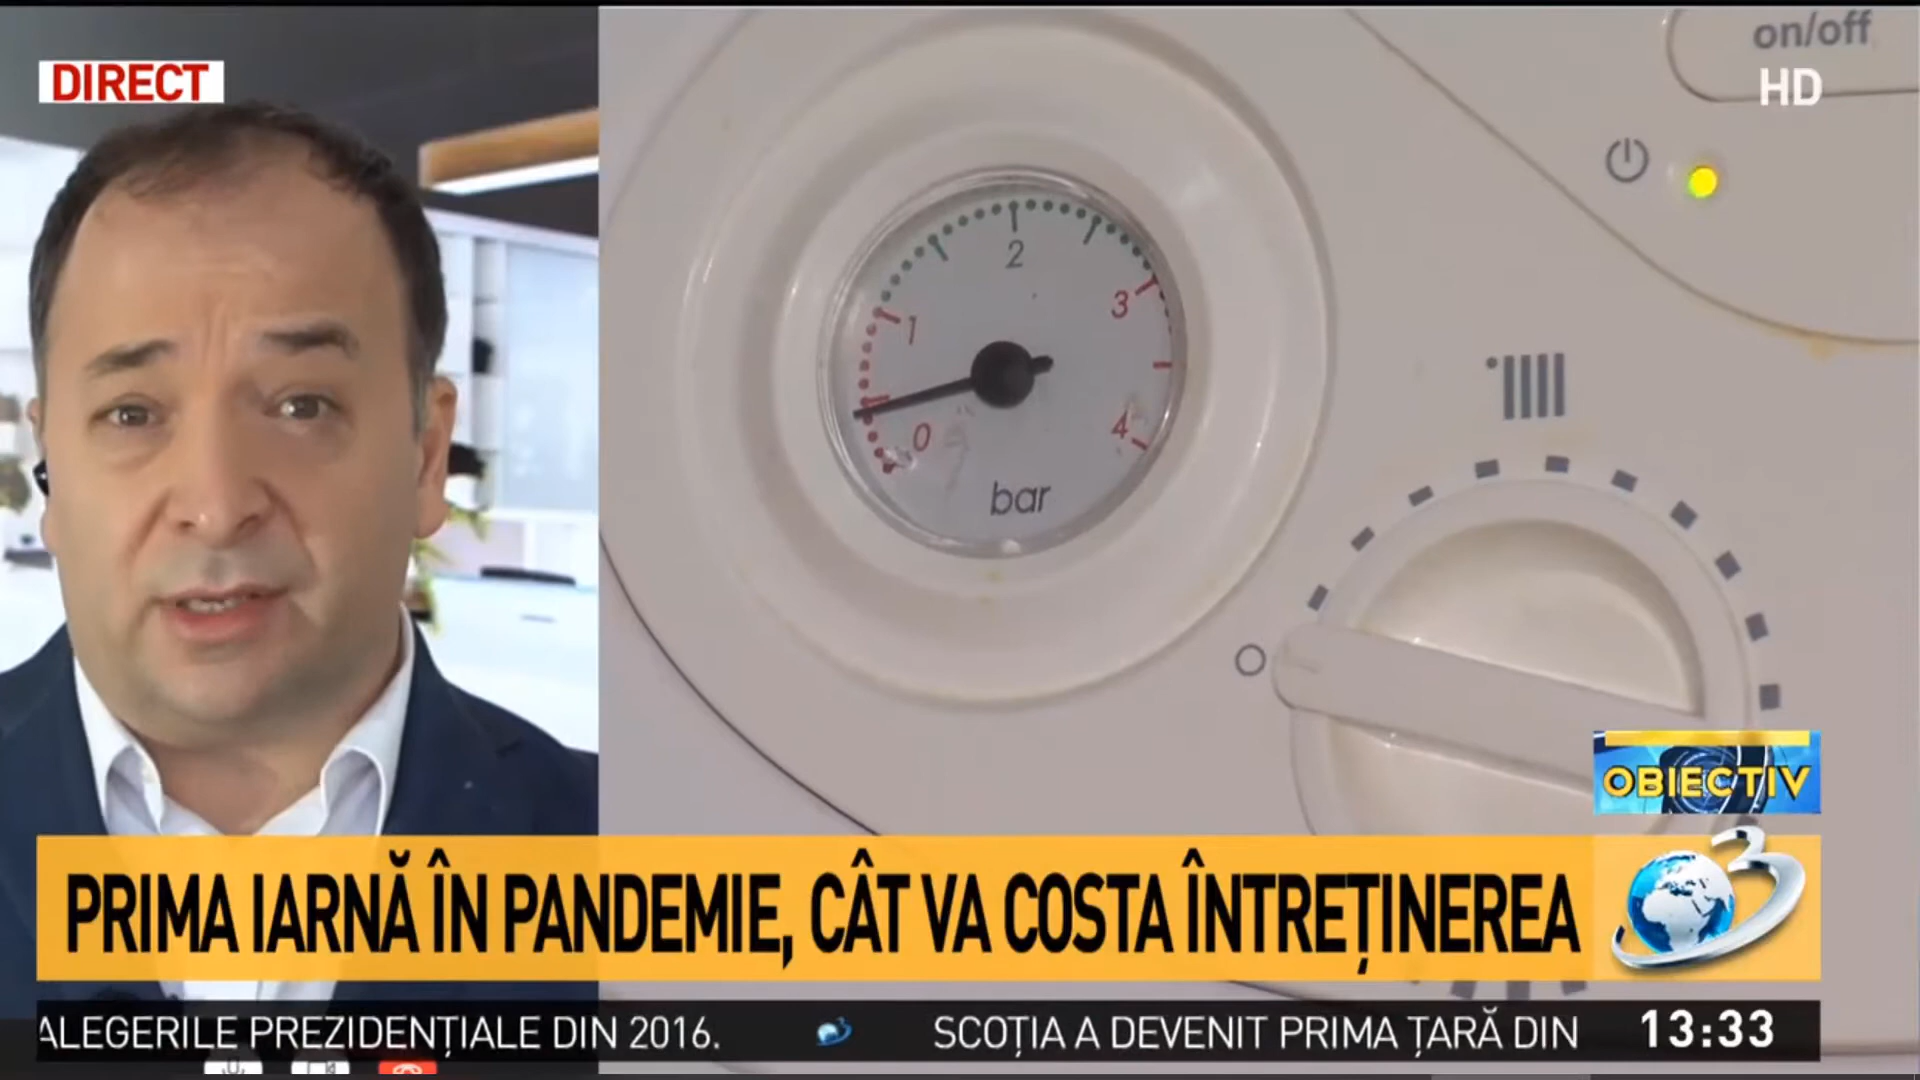 DIRECT
on/off
HD
2
3
1
0
4
bar
OBIECTIV
PRIMA IARNĂ ÎN PANDEMIE, CÂT VA COSTA ÎNTREȚINEREA
3
ALEGERILE PREZIDENȚIALE DIN 2016.
SCOȚIA A DEVENIT PRIMA ȚARĂ DIN
13:33